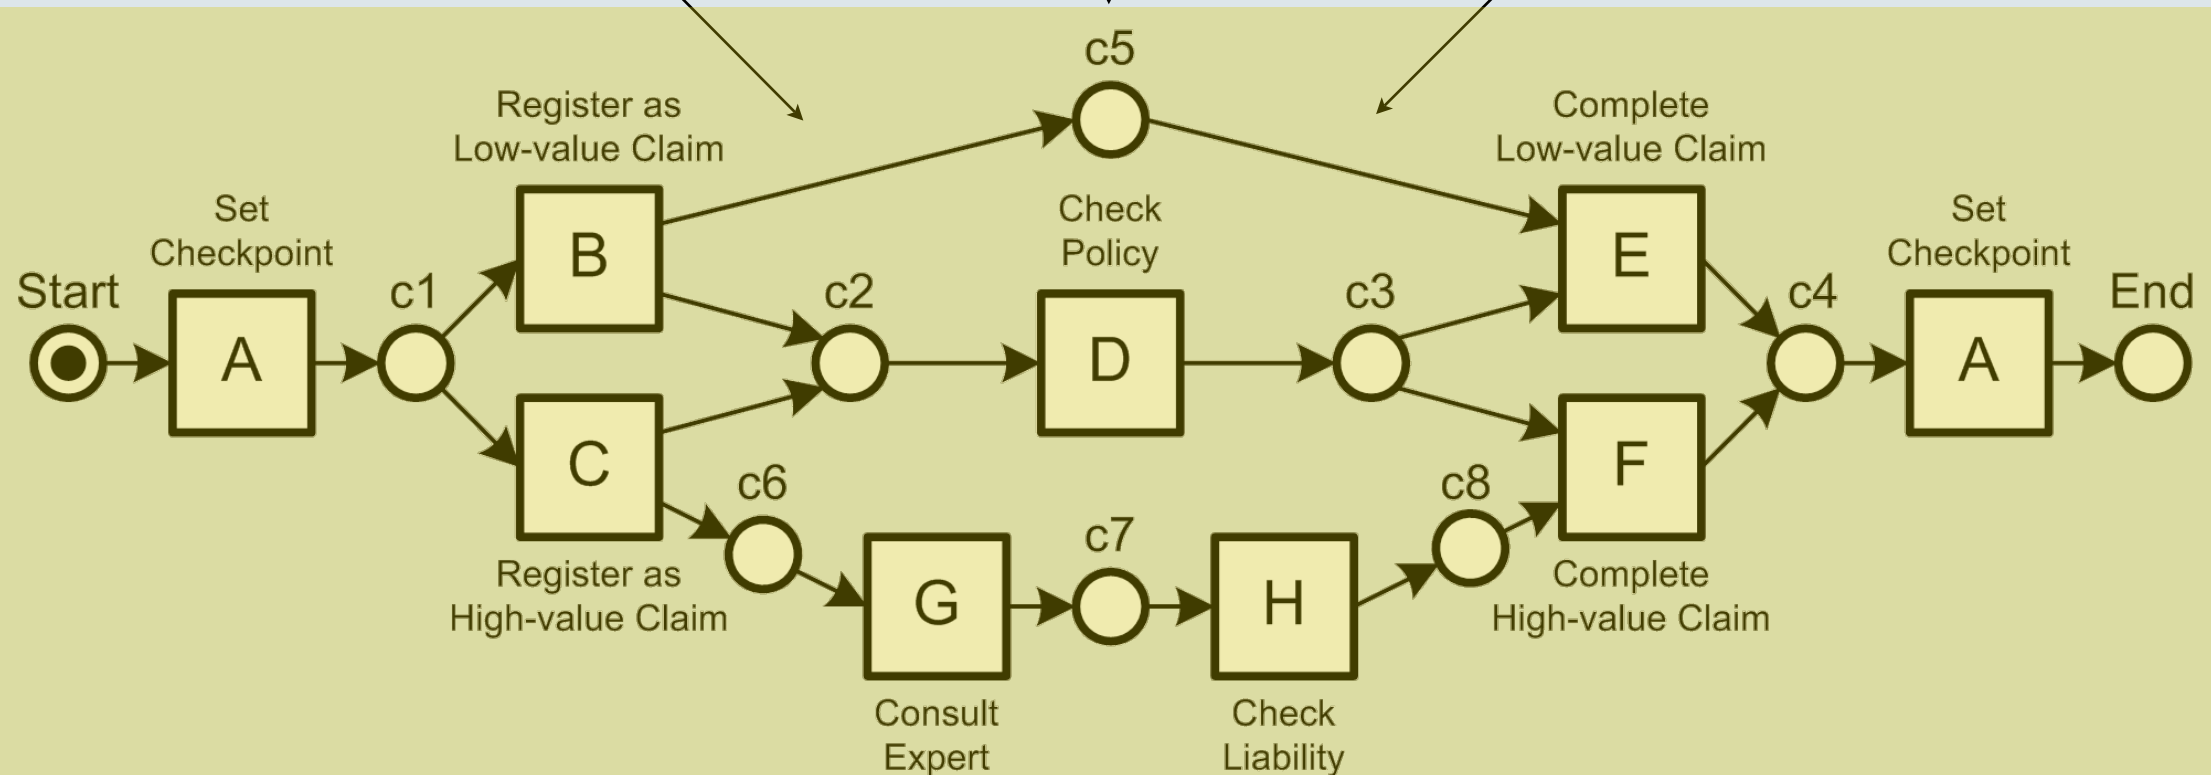 c5
Register as
Low-value Claim
Complete
Low-value Claim
Set
Checkpoint
Check
Policy
Set
Checkpoint
Start
A
c1
B
c2
D
c3
E
c4
A
End
C
c6
Register as
High-value Claim
G
c7
H
c8
F
Complete
High-value Claim
Consult
Expert
Check
Liability